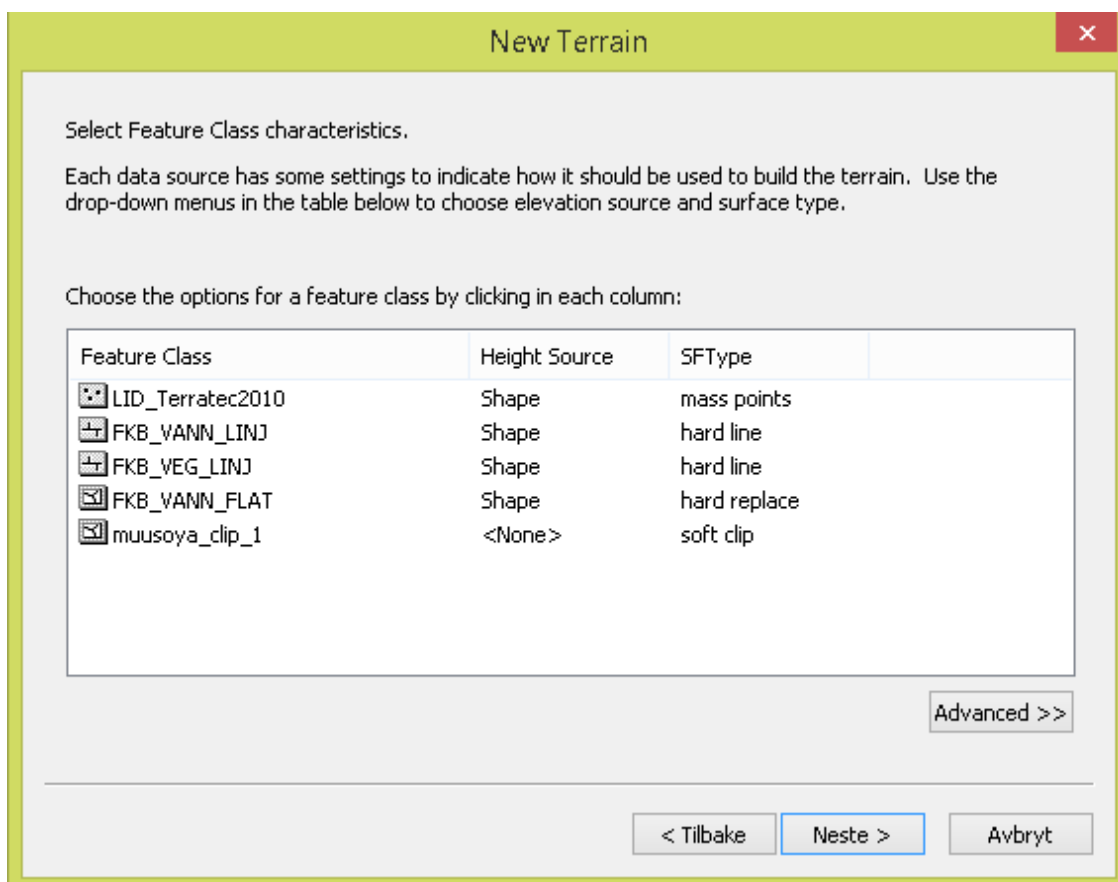 New Terrain
Select Feature Class characteristics.
Each data source has some settings to indicate how it should be used to build the terrain. Use the
drop-down menus in the table below to choose elevation source and surface type.
Choose the options for a feature class by clicking in each column:
Feature Class Height Source SFType
LID_Terratec2010 Shape mass points
FKB_VANN_LINJ Shape hard line
FKB_VEG_LINJ Shape hard line
FKB_VANN_FLAT Shape hard replace
muusoya_clip_1 <None> soft clip
Advanced >>
< Tilbake Neste > Avbryt